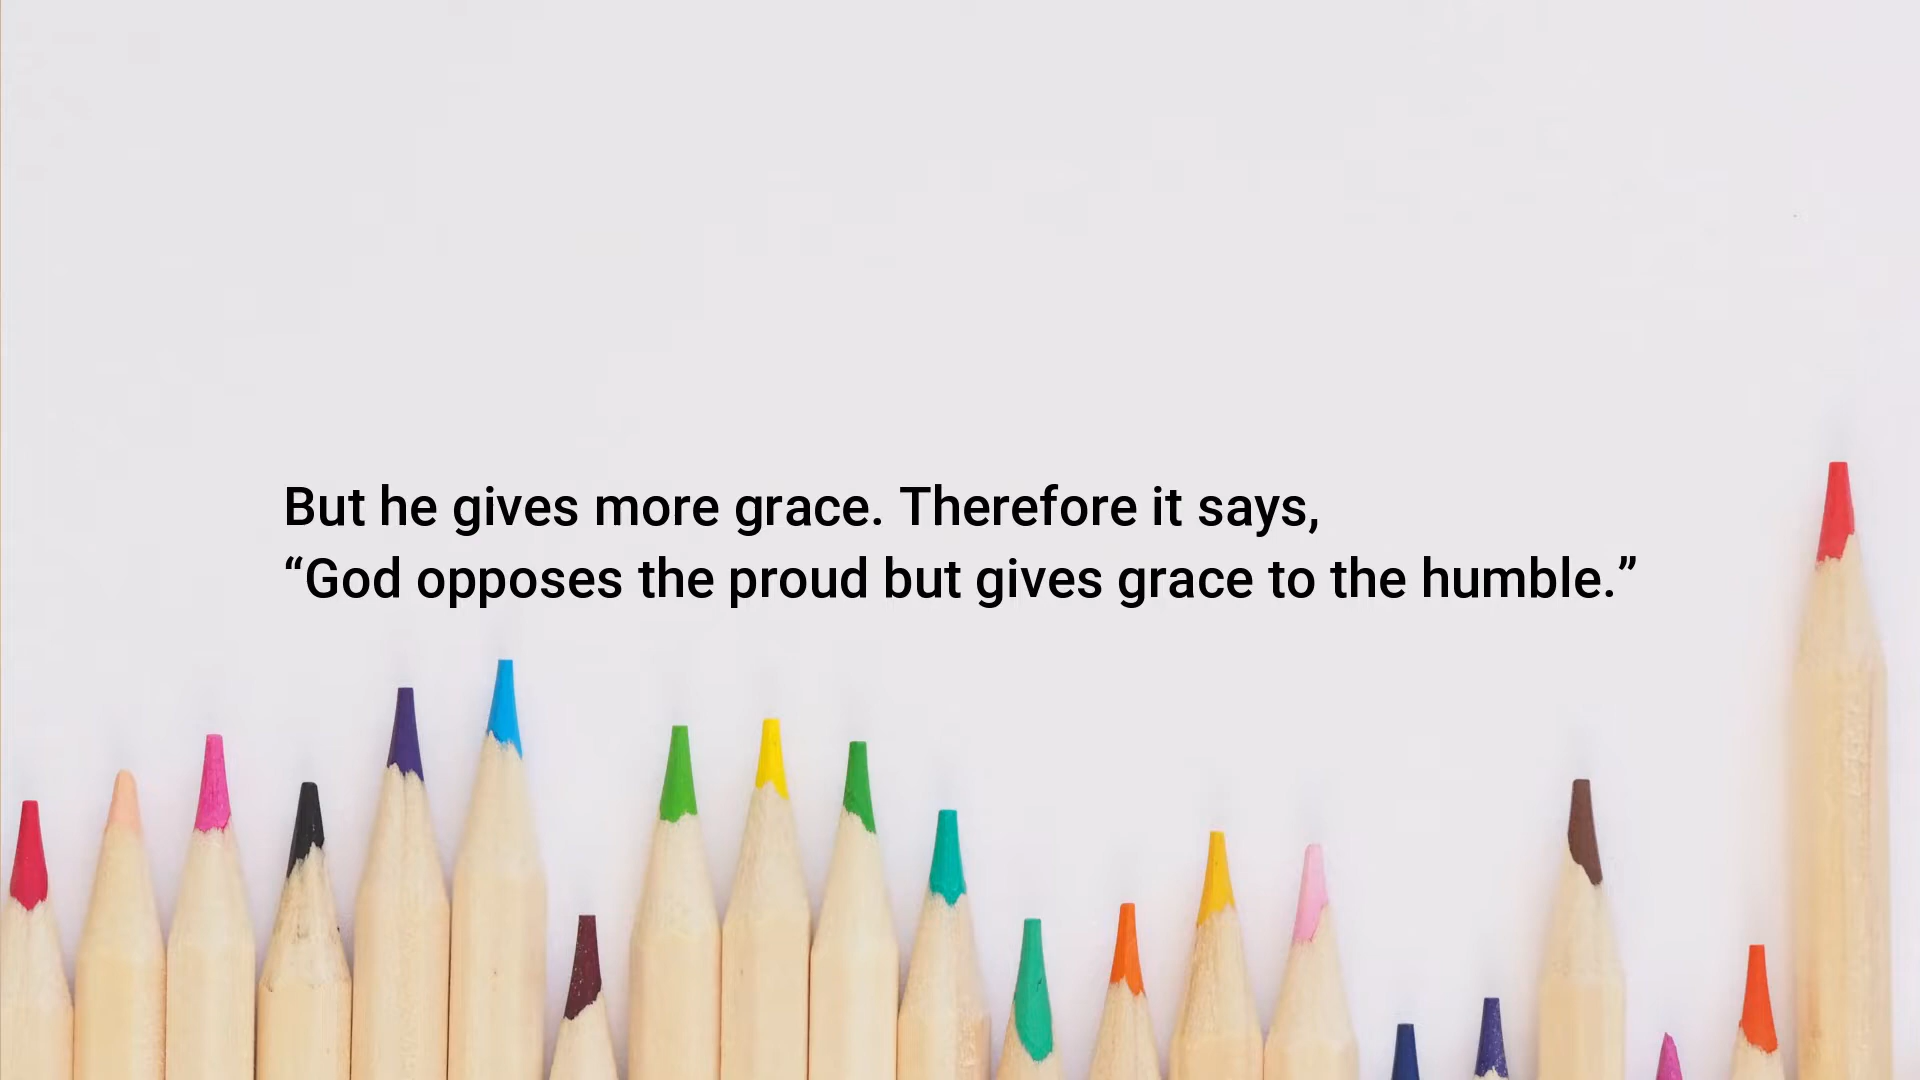 But he gives more grace. Therefore it says,
“God opposes the proud but gives grace to the humble.”